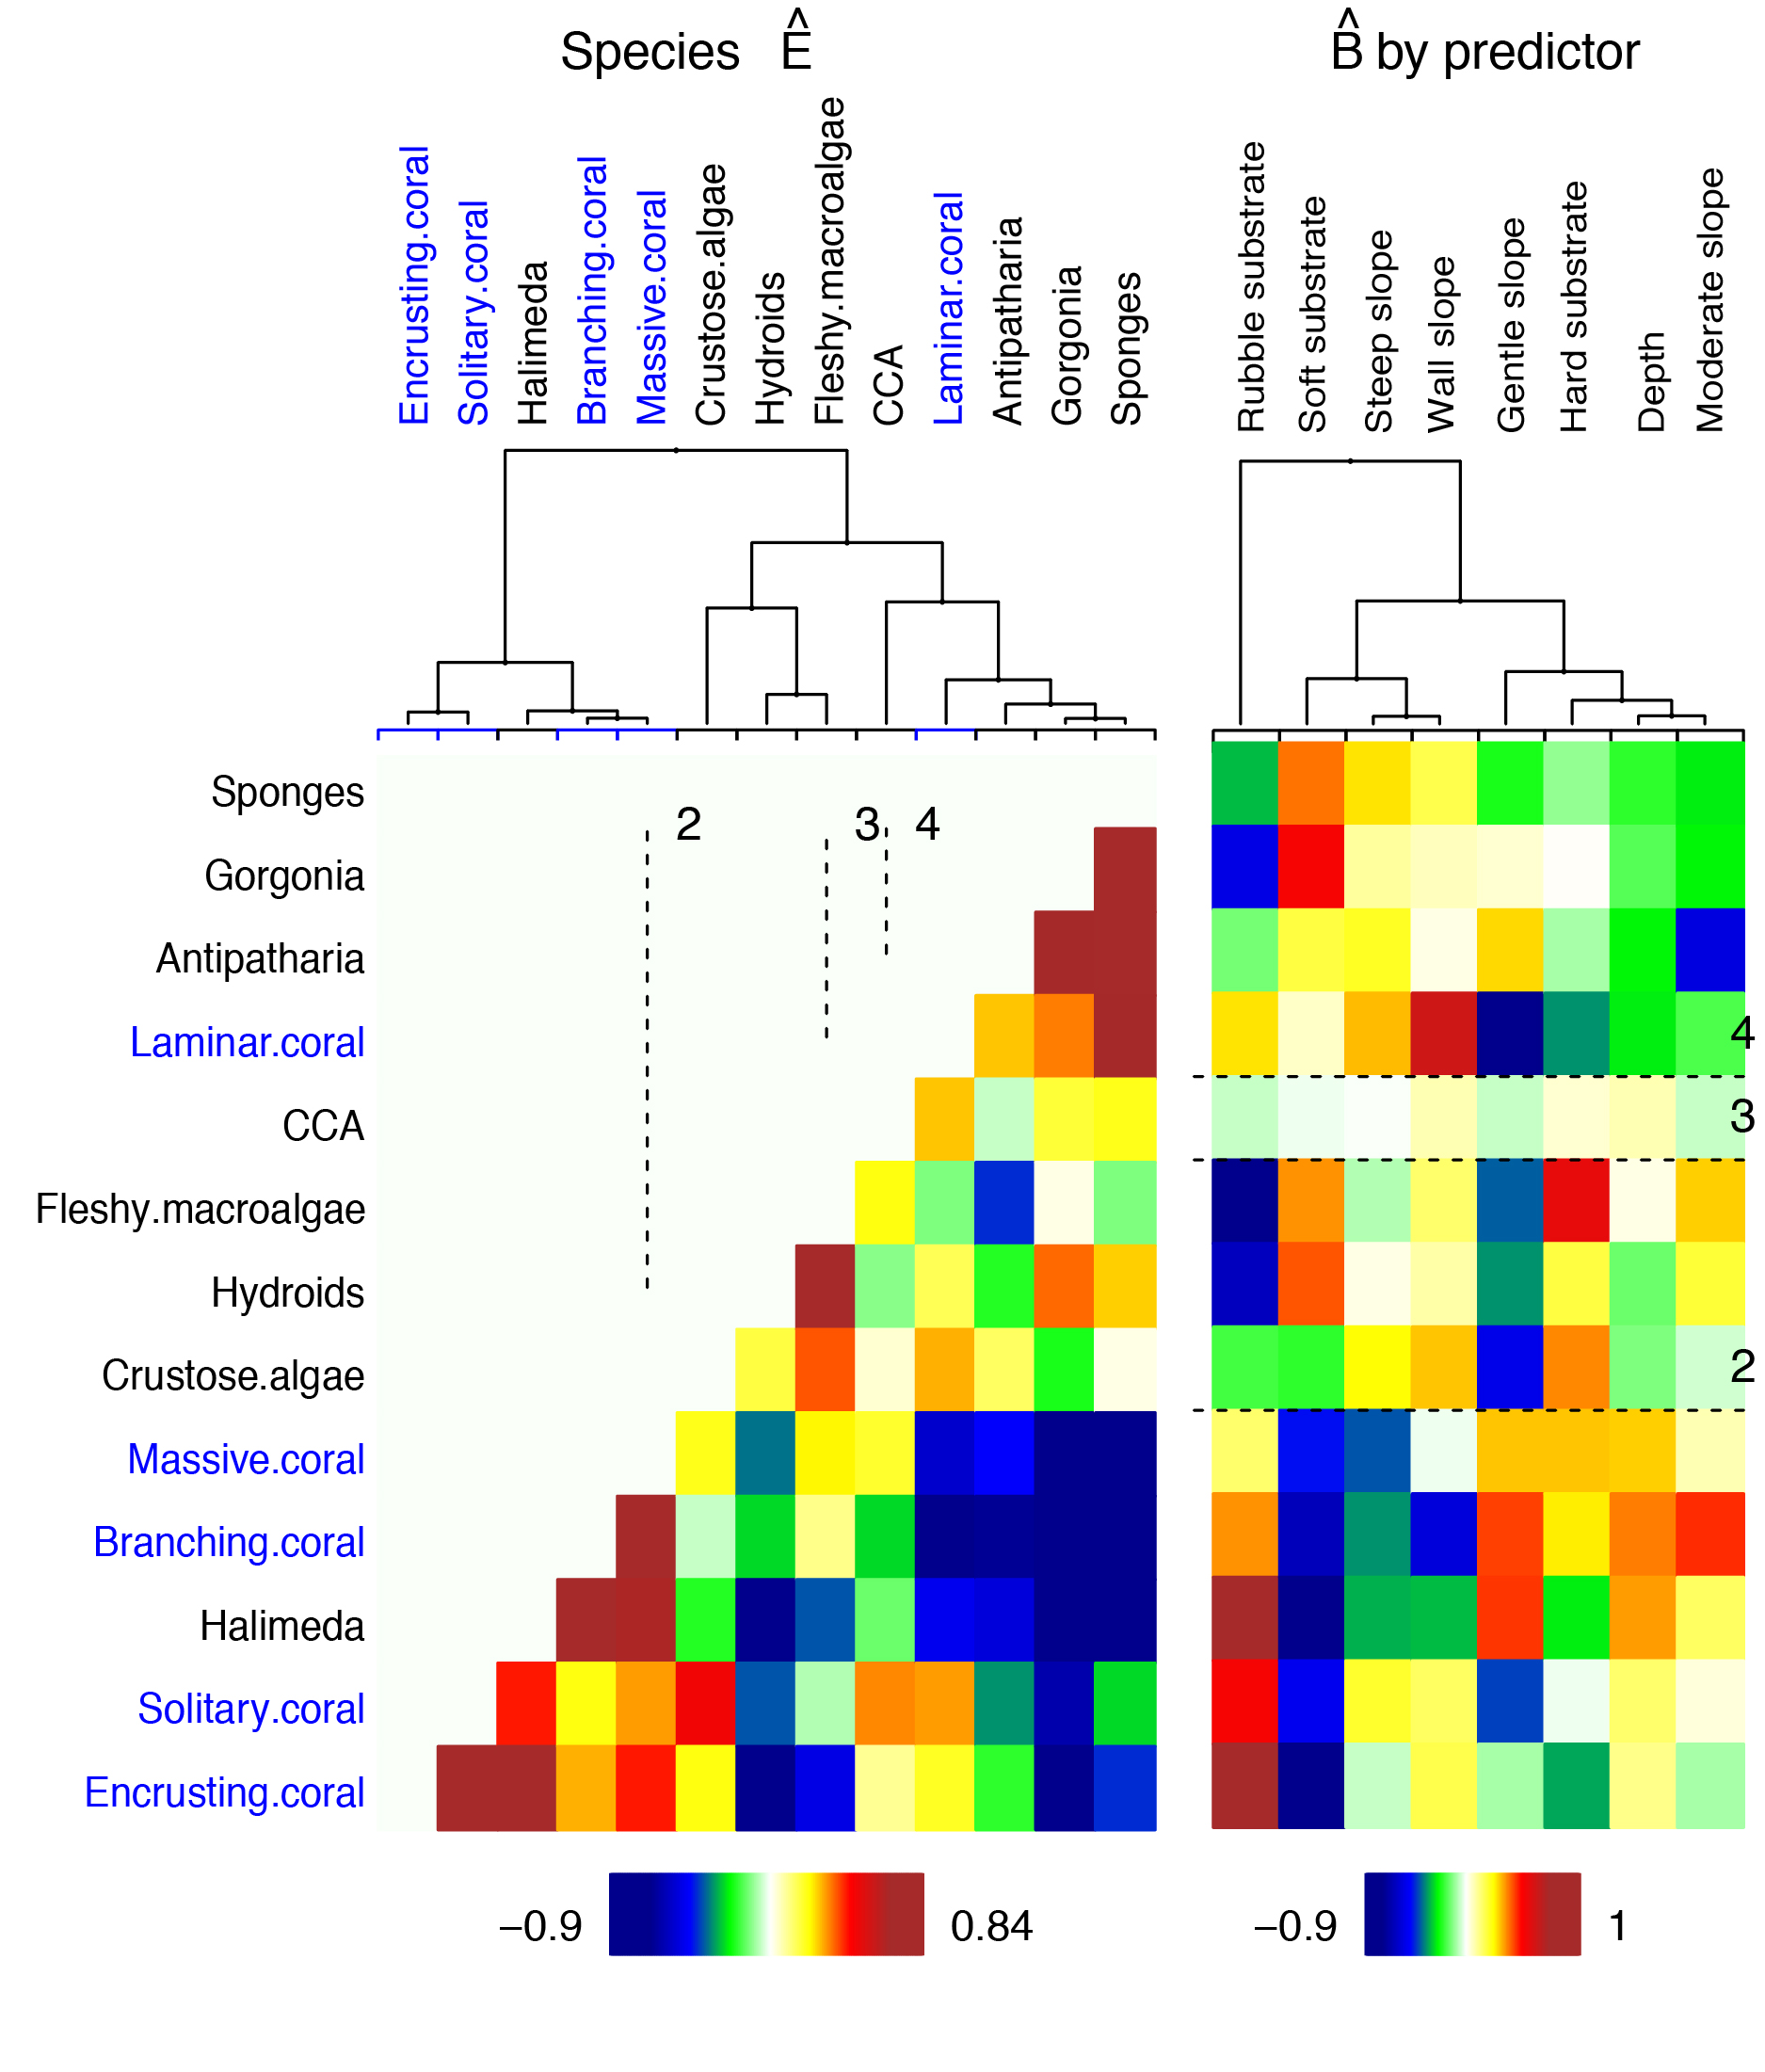 Species Ê
B̂ by predictor
Encrusting.coral
Solitary.coral
Halimeda
Branching.coral
Massive.coral
Crustose.algae
Hydroids
Fleshy.macroalgae
CCA
Laminar.coral
Antipatharia
Gorgonia
Sponges
Rubble substrate
Soft substrate
Steep slope
Wall slope
Gentle slope
Hard substrate
Depth
Moderate slope
Sponges
2
3
4
Gorgonia
Antipatharia
Laminar.coral
4
CCA
3
Fleshy.macroalgae
Hydroids
Crustose.algae
2
Massive.coral
Branching.coral
Halimeda
Solitary.coral
Encrusting.coral
−0.9
0.84
−0.9
1